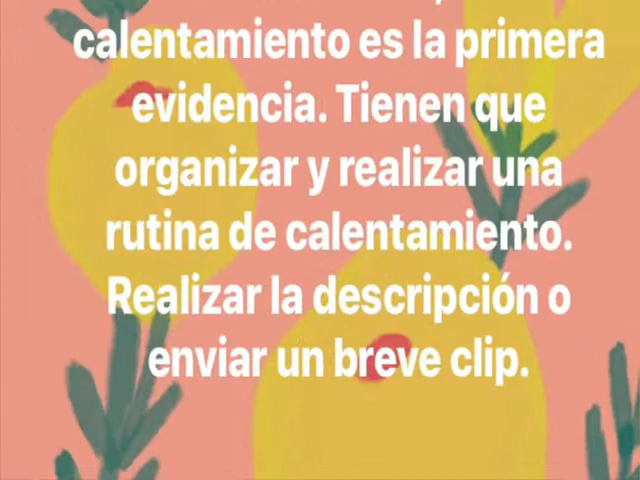 calentamiento es la primera
evidencia. Tienen que
organizar y realizar una
rutina de calentamiento.
Realizar la descripción o
enviar un breve clip.